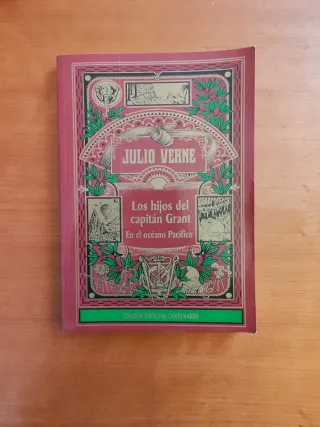 JULIO VERNE
Los hijos del
capitán Grant
En el océano Pacífico
EDICIÓN ESPECIAL CENTENARIO